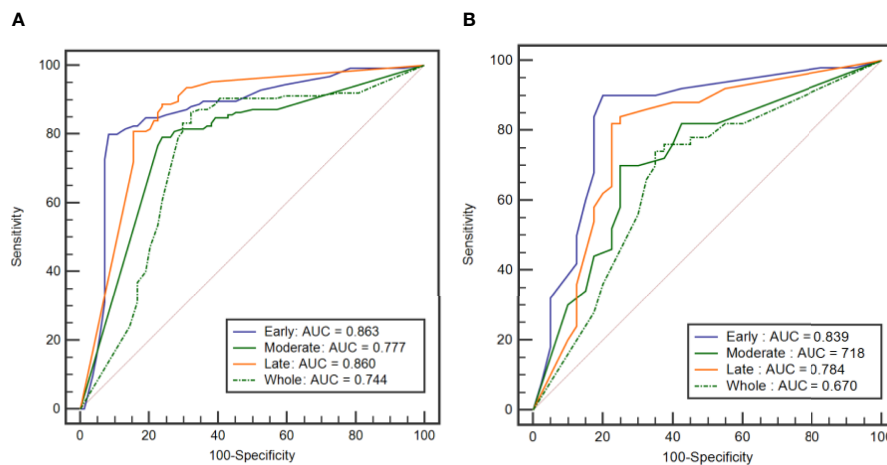 A
B
100
80
60
40
20
0
Sensitivity
0 20 40 60 80 100
100-Specificity
Early: AUC = 0.863
Moderate: AUC = 0.777
Late: AUC = 0.860
Whole: AUC = 0.744
100
80
60
40
20
0
Sensitivity
0 20 40 60 80 100
100-Specificity
Early : AUC = 0.839
Moderate : AUC = 718
Late : AUC = 0.784
Whole : AUC = 0.670